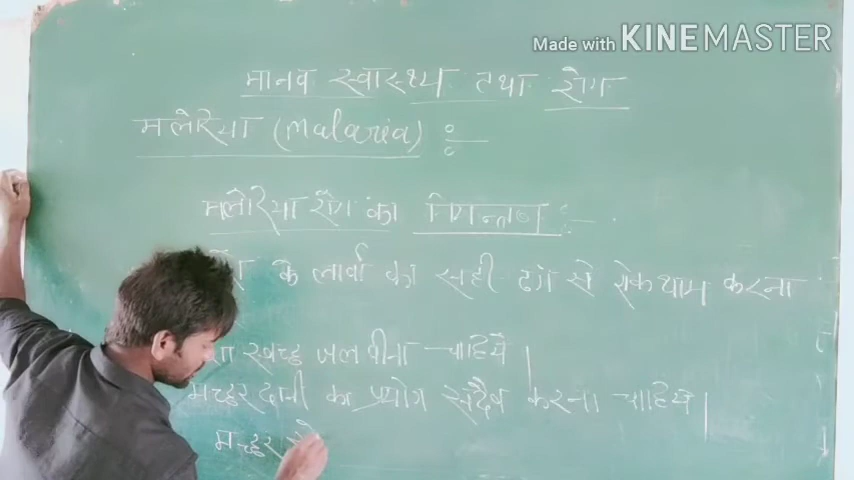 Made with KINEMASTER
मानव स्वास्थ्य तथा रोग
मलेरिया (Malaria) :—
मलेरिया रोग का नियन्त्रण :—
के लार्वा का सही ढंग से रोकथाम करना
स्वच्छ जल पीना चाहिये |
मच्छरदानी का प्रयोग सदैव करना चाहिये |
मच्छर